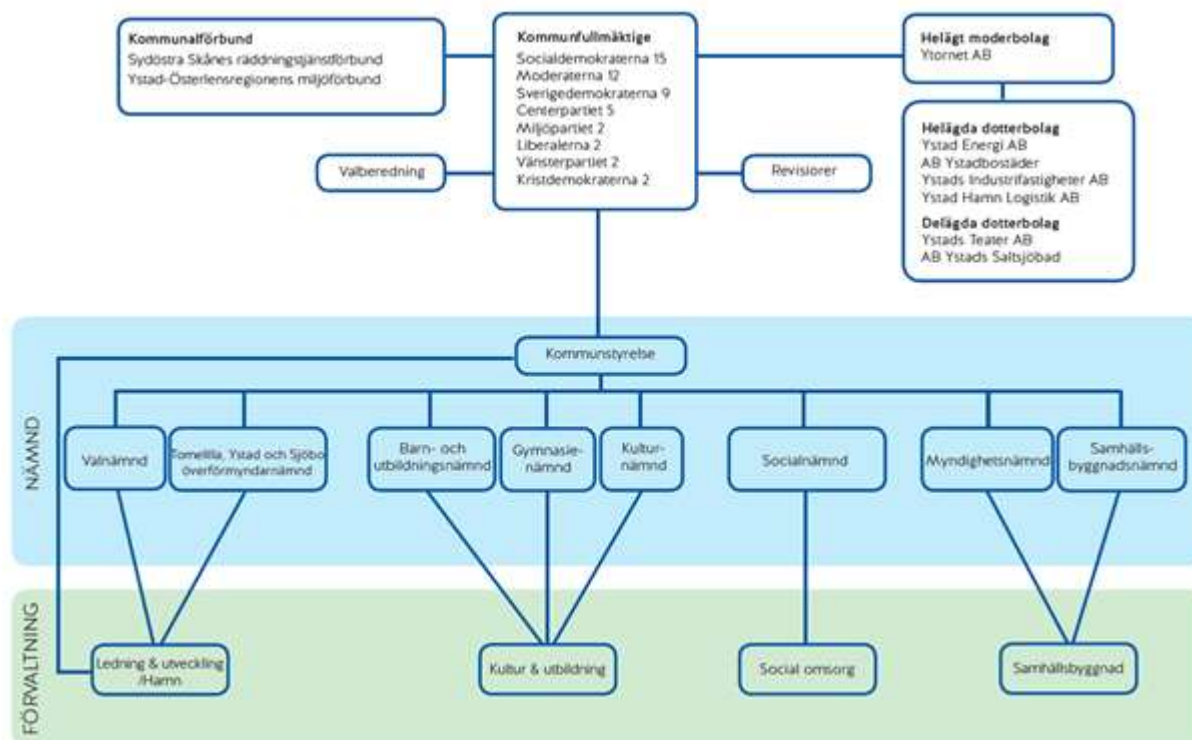 Kommunalförbund
Sydöstra Skånes räddningstjänstförbund
Ystad-Österlensregionens miljöförbund
Kommunfullmäktige
Socialdemokraterna 15
Moderaterna 12
Sverigedemokraterna 9
Centerpartiet 5
Miljöpartiet 2
Liberalerna 2
Vänsterpartiet 2
Kristdemokraterna 2
Helägt moderbolag
Ytornet AB
Helägda dotterbolag
Ystad Energi AB
AB Ystadbostäder
Ystads Industrifastigheter AB
Ystad Hamn Logistik AB
Delägda dotterbolag
Ystads Teater AB
AB Ystads Saltsjöbad
Valberedning
Revisiorer
NÄMND
Kommunstyrelse
Valnämnd
Tomelilla, Ystad och Sjöbo
överförmyndarnämnd
Barn- och
utbildningsnämnd
Gymnasie-
nämnd
Kultur-
nämnd
Socialnämnd
Myndighetsnämnd
Samhälls-
byggnadsnämnd
FÖRVALTNING
Ledning & utveckling
/Hamn
Kultur & utbildning
Social omsorg
Samhällsbyggnad